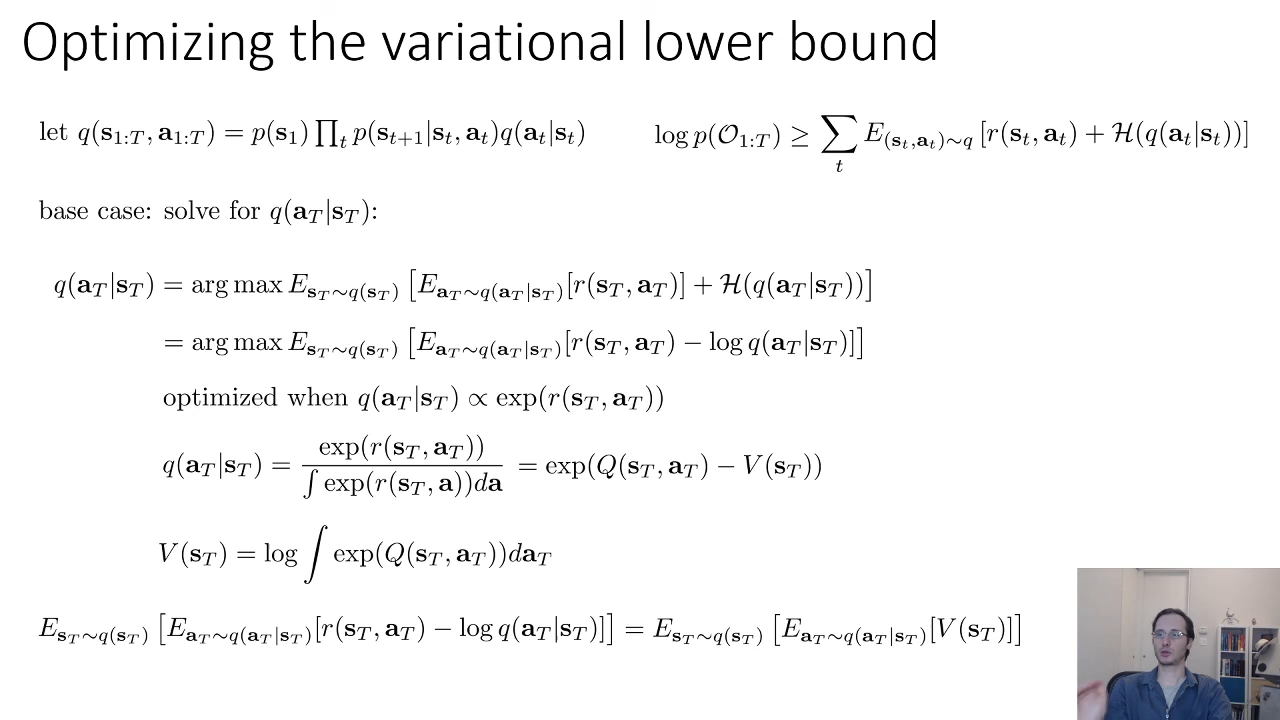 Optimizing the variational lower bound
let q(s_{1:T}, a_{1:T}) = p(s_1) ∏_t p(s_{t+1}|s_t, a_t)q(a_t|s_t)
log p(𝒪_{1:T}) ≥ ∑_t E_{(s_t,a_t)∼q} [r(s_t, a_t) + ℋ(q(a_t|s_t))]
base case: solve for q(a_T|s_T):
q(a_T|s_T) = arg max E_{s_T∼q(s_T)} [E_{a_T∼q(a_T|s_T)}[r(s_T, a_T)] + ℋ(q(a_T|s_T))]
= arg max E_{s_T∼q(s_T)} [E_{a_T∼q(a_T|s_T)}[r(s_T, a_T) − log q(a_T|s_T)]]
optimized when q(a_T|s_T) ∝ exp(r(s_T, a_T))
q(a_T|s_T) = \frac{exp(r(s_T, a_T))}{∫ exp(r(s_T, a))da} = exp(Q(s_T, a_T) − V(s_T))
V(s_T) = log ∫ exp(Q(s_T, a_T))da_T
E_{s_T∼q(s_T)} [E_{a_T∼q(a_T|s_T)}[r(s_T, a_T) − log q(a_T|s_T)]] = E_{s_T∼q(s_T)} [E_{a_T∼q(a_T|s_T)}[V(s_T)]]